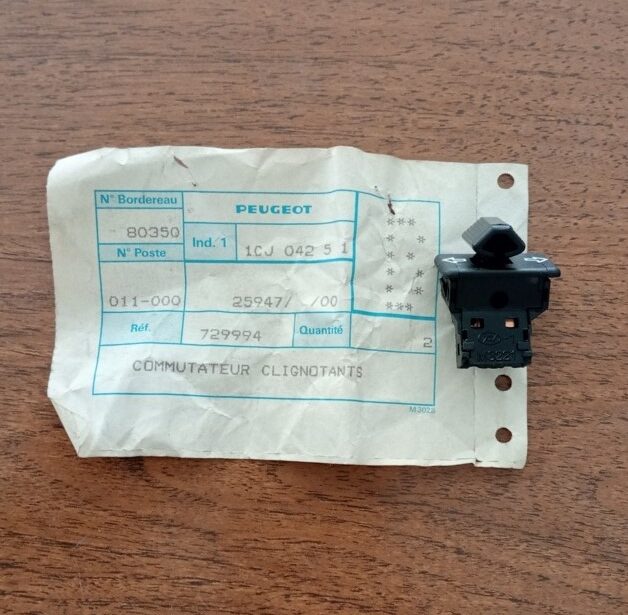 N° Bordereau
PEUGEOT
80350
Ind. 1
1CJ 042 5 1
N° Poste
011-000
25947/ /00
Réf.
729994
Quantité
2
COMMUTATEUR CLIGNOTANTS
M.3023